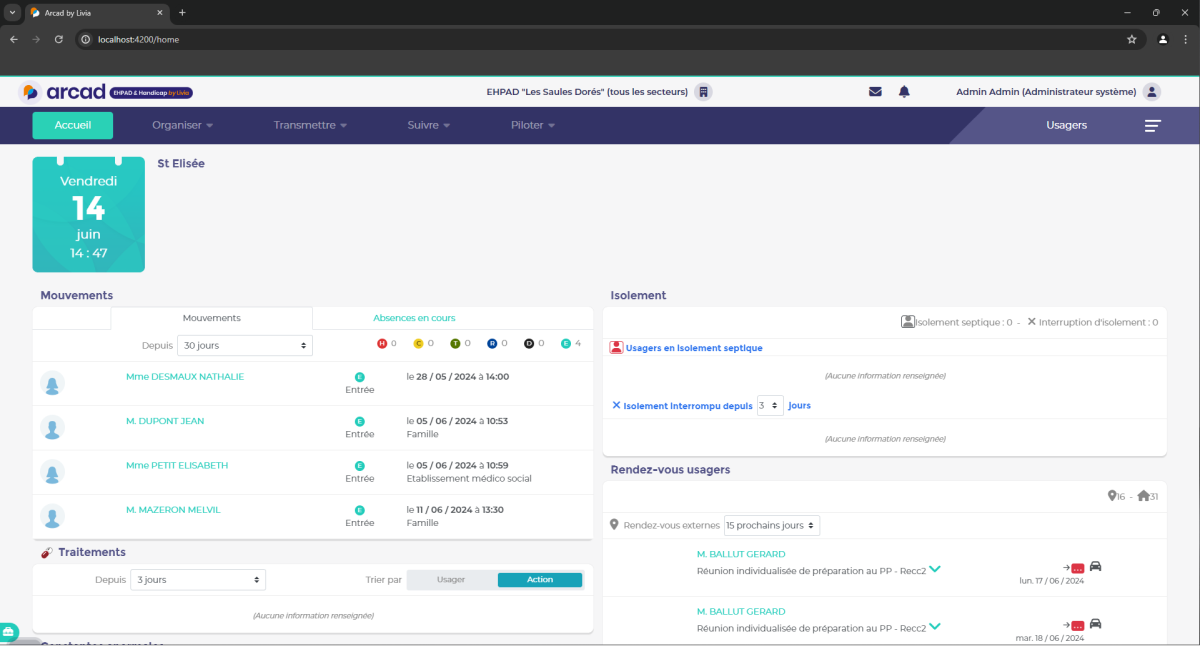 Arcad by Livia
localhost:4200/home
arcad EHPAD & Handicap by Livia
EHPAD "Les Saules Dorés" (tous les secteurs)
Admin Admin (Administrateur système)
Accueil Organiser Transmettre Suivre Piloter Usagers
Vendredi
14
juin
14 : 47
St Elisée
Mouvements
Mouvements Absences en cours
Depuis 30 jours
H 0 C 0 T 0 R 0 D 0 E 4
Mme DESMAUX NATHALIE E Entrée le 28 / 05 / 2024 à 14:00
M. DUPONT JEAN E Entrée le 05 / 06 / 2024 à 10:53
Famille
Mme PETIT ELISABETH E Entrée le 05 / 06 / 2024 à 10:59
Etablissement médico social
M. MAZERON MELVIL E Entrée le 11 / 06 / 2024 à 13:30
Famille
Traitements
Depuis 3 jours Trier par Usager Action
(Aucune information renseignée)
Constantes anormales
Isolement
Isolement septique : 0 - Interruption d'isolement : 0
Usagers en isolement septique
(Aucune information renseignée)
Isolement Interrompu depuis 3 jours
(Aucune information renseignée)
Rendez-vous usagers
16 - 31
Rendez-vous externes 15 prochains jours
M. BALLUT GERARD
Réunion individualisée de préparation au PP - Recc2
lun. 17 / 06 / 2024
M. BALLUT GERARD
Réunion individualisée de préparation au PP - Recc2
mar. 18 / 06 / 2024